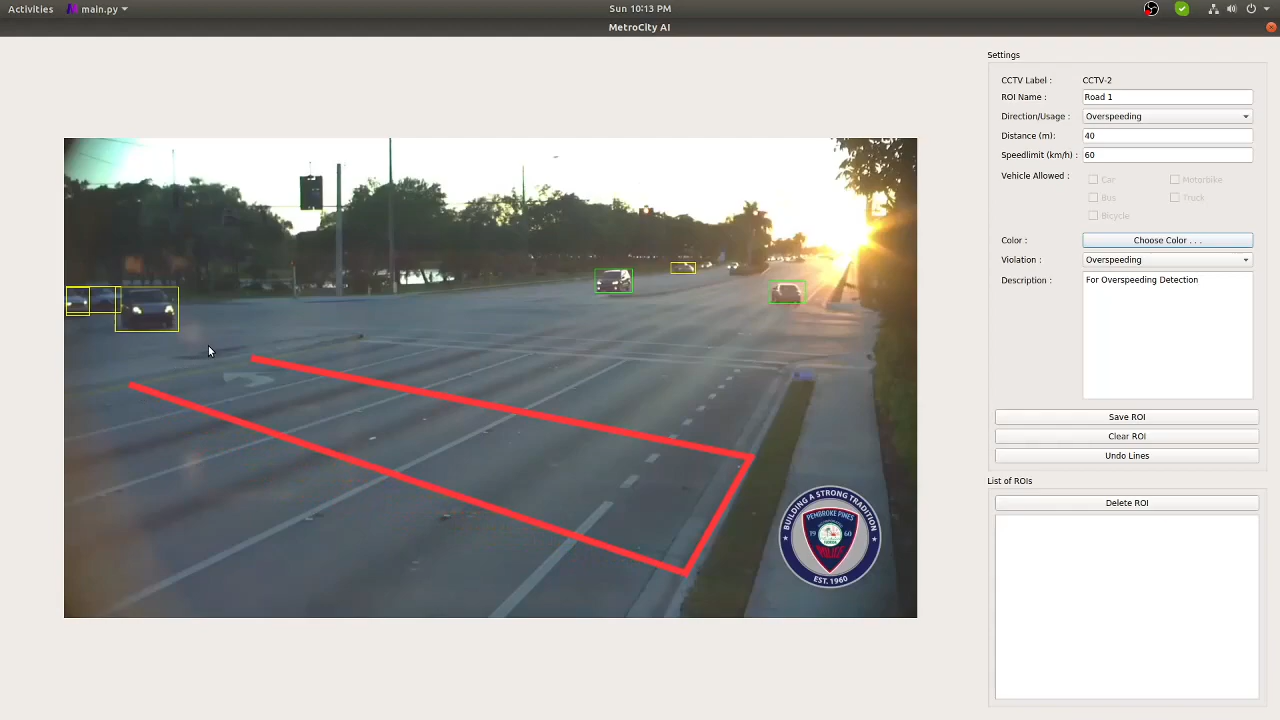 Activities main.py Sun 10:13 PM
MetroCity AI
Settings
CCTV Label : CCTV-2
ROI Name : Road 1
Direction/Usage : Overspeeding
Distance (m): 40
Speedlimit (km/h) : 60
Vehicle Allowed : Car Motorbike
Bus Truck
Bicycle
Color : Choose Color . . .
Violation : Overspeeding
Description : For Overspeeding Detection
Save ROI
Clear ROI
Undo Lines
List of ROIs
Delete ROI
BUILDING A STRONG TRADITION
PEMBROKE PINES
19 60
POLICE
EST. 1960